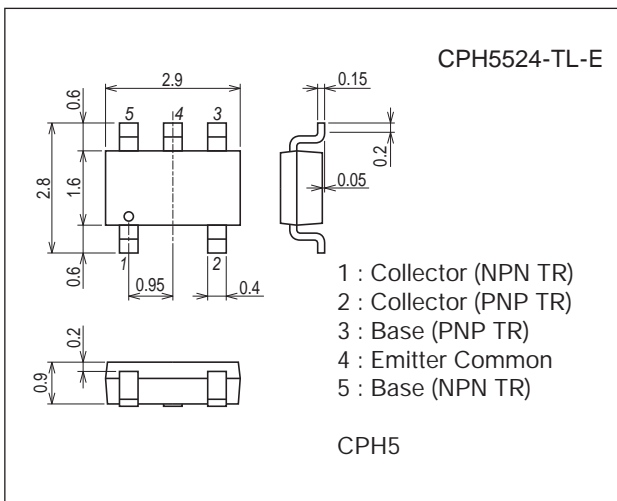 CPH5524-TL-E
2.9
0.15
0.6
5
4
3
0.2
2.8
1.6
0.05
0.6
1
2
0.95
0.4
1 : Collector (NPN TR)
2 : Collector (PNP TR)
3 : Base (PNP TR)
4 : Emitter Common
5 : Base (NPN TR)
0.2
0.9
CPH5